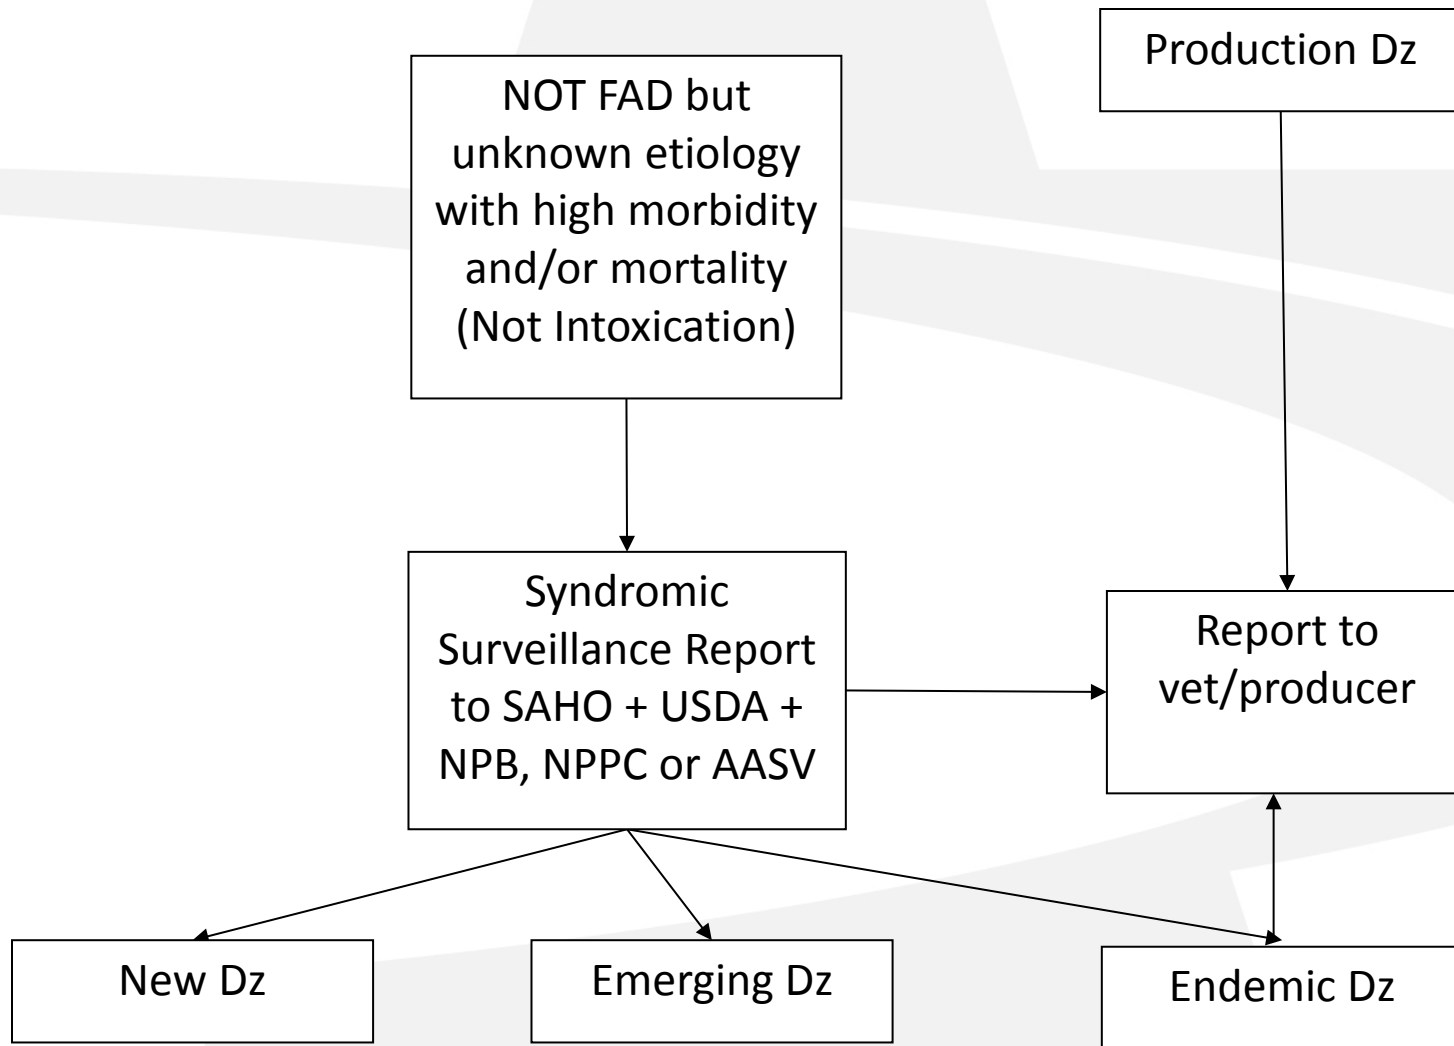 Production Dz
NOT FAD but
unknown etiology
with high morbidity
and/or mortality
(Not Intoxication)
Syndromic
Surveillance Report
to SAHO + USDA +
NPB, NPPC or AASV
Report to
vet/producer
New Dz
Emerging Dz
Endemic Dz